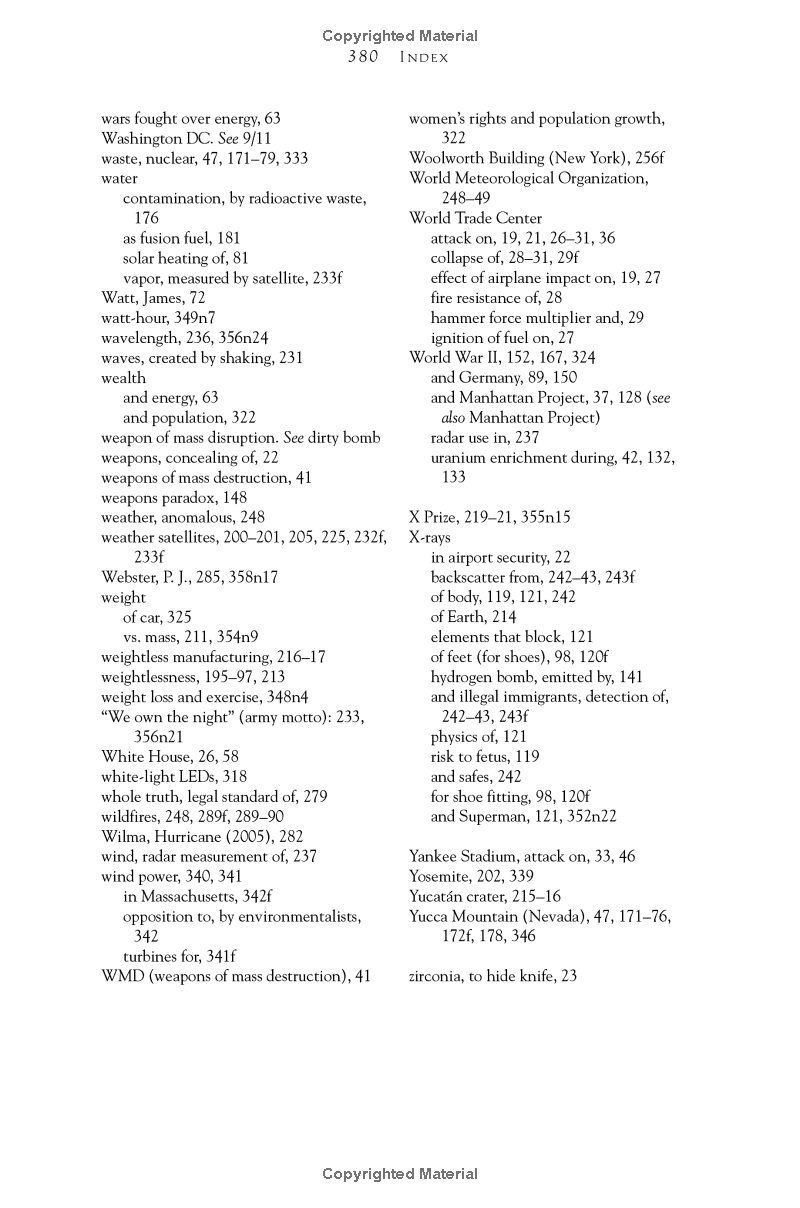 Copyrighted Material
380 INDEX
wars fought over energy, 63
Washington DC. See 9/11
waste, nuclear, 47, 171–79, 333
water
contamination, by radioactive waste,
176
as fusion fuel, 181
solar heating of, 81
vapor, measured by satellite, 233f
Watt, James, 72
watt-hour, 349n7
wavelength, 236, 356n24
waves, created by shaking, 231
wealth
and energy, 63
and population, 322
weapon of mass disruption. See dirty bomb
weapons, concealing of, 22
weapons of mass destruction, 41
weapons paradox, 148
weather, anomalous, 248
weather satellites, 200–201, 205, 225, 232f,
233f
Webster, P. J., 285, 358n17
weight
of car, 325
vs. mass, 211, 354n9
weightless manufacturing, 216–17
weightlessness, 195–97, 213
weight loss and exercise, 348n4
“We own the night” (army motto): 233,
356n21
White House, 26, 58
white-light LEDs, 318
whole truth, legal standard of, 279
wildfires, 248, 289f, 289–90
Wilma, Hurricane (2005), 282
wind, radar measurement of, 237
wind power, 340, 341
in Massachusetts, 342f
opposition to, by environmentalists,
342
turbines for, 341f
WMD (weapons of mass destruction), 41
women’s rights and population growth,
322
Woolworth Building (New York), 256f
World Meteorological Organization,
248–49
World Trade Center
attack on, 19, 21, 26–31, 36
collapse of, 28–31, 29f
effect of airplane impact on, 19, 27
fire resistance of, 28
hammer force multiplier and, 29
ignition of fuel on, 27
World War II, 152, 167, 324
and Germany, 89, 150
and Manhattan Project, 37, 128 (see
also Manhattan Project)
radar use in, 237
uranium enrichment during, 42, 132,
133
X Prize, 219–21, 355n15
X-rays
in airport security, 22
backscatter from, 242–43, 243f
of body, 119, 121, 242
of Earth, 214
elements that block, 121
of feet (for shoes), 98, 120f
hydrogen bomb, emitted by, 141
and illegal immigrants, detection of,
242–43, 243f
physics of, 121
risk to fetus, 119
and safes, 242
for shoe fitting, 98, 120f
and Superman, 121, 352n22
Yankee Stadium, attack on, 33, 46
Yosemite, 202, 339
Yucatán crater, 215–16
Yucca Mountain (Nevada), 47, 171–76,
172f, 178, 346
zirconia, to hide knife, 23
Copyrighted Material